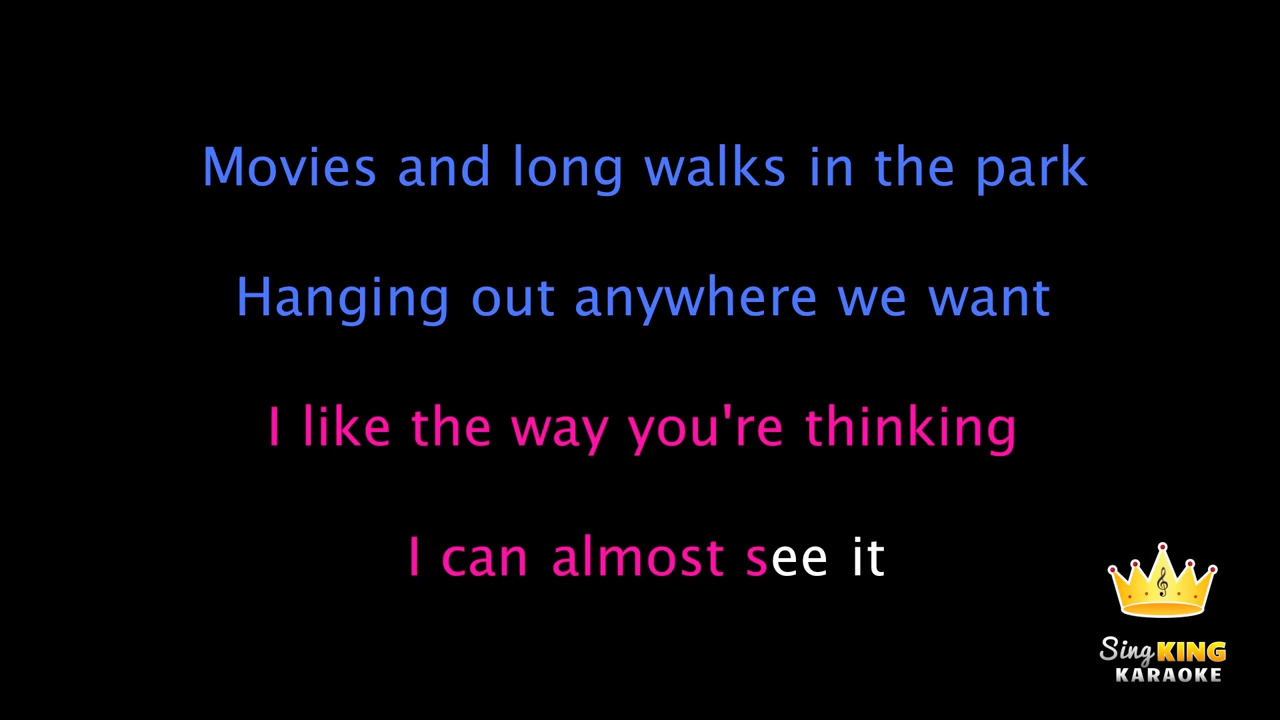 Movies and long walks in the park
Hanging out anywhere we want
I like the way you're thinking
I can almost see it
Sing KING
KARAOKE